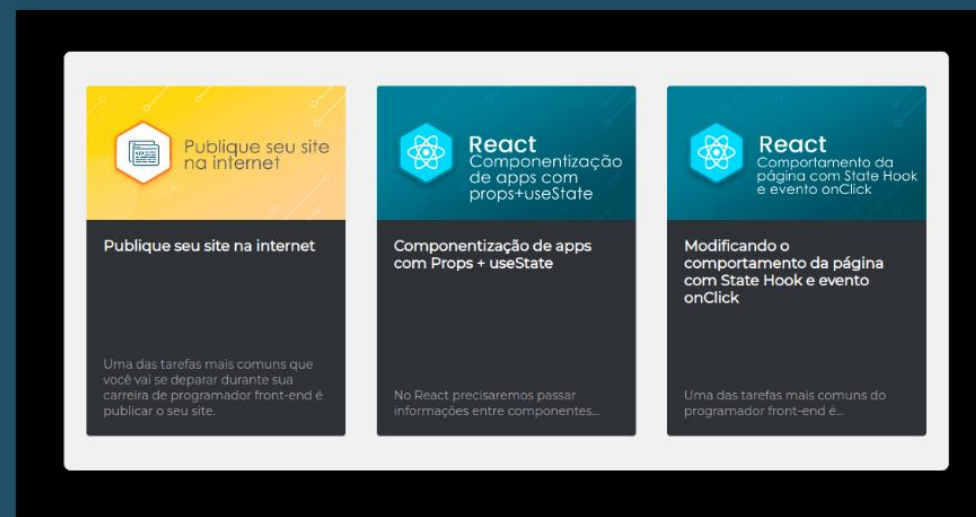 Publique seu site
na internet
Publique seu site na internet
Uma das tarefas mais comuns que
você vai se deparar durante sua
carreira de programador front-end é
publicar o seu site.
React
Componentização
de apps com
props+useState
Componentização de apps
com Props + useState
No React precisaremos passar
informações entre componentes...
React
Comportamento da
página com State Hook
e evento onClick
Modificando o
comportamento da página
com State Hook e evento
onClick
Uma das tarefas mais comuns do
programador front-end é...